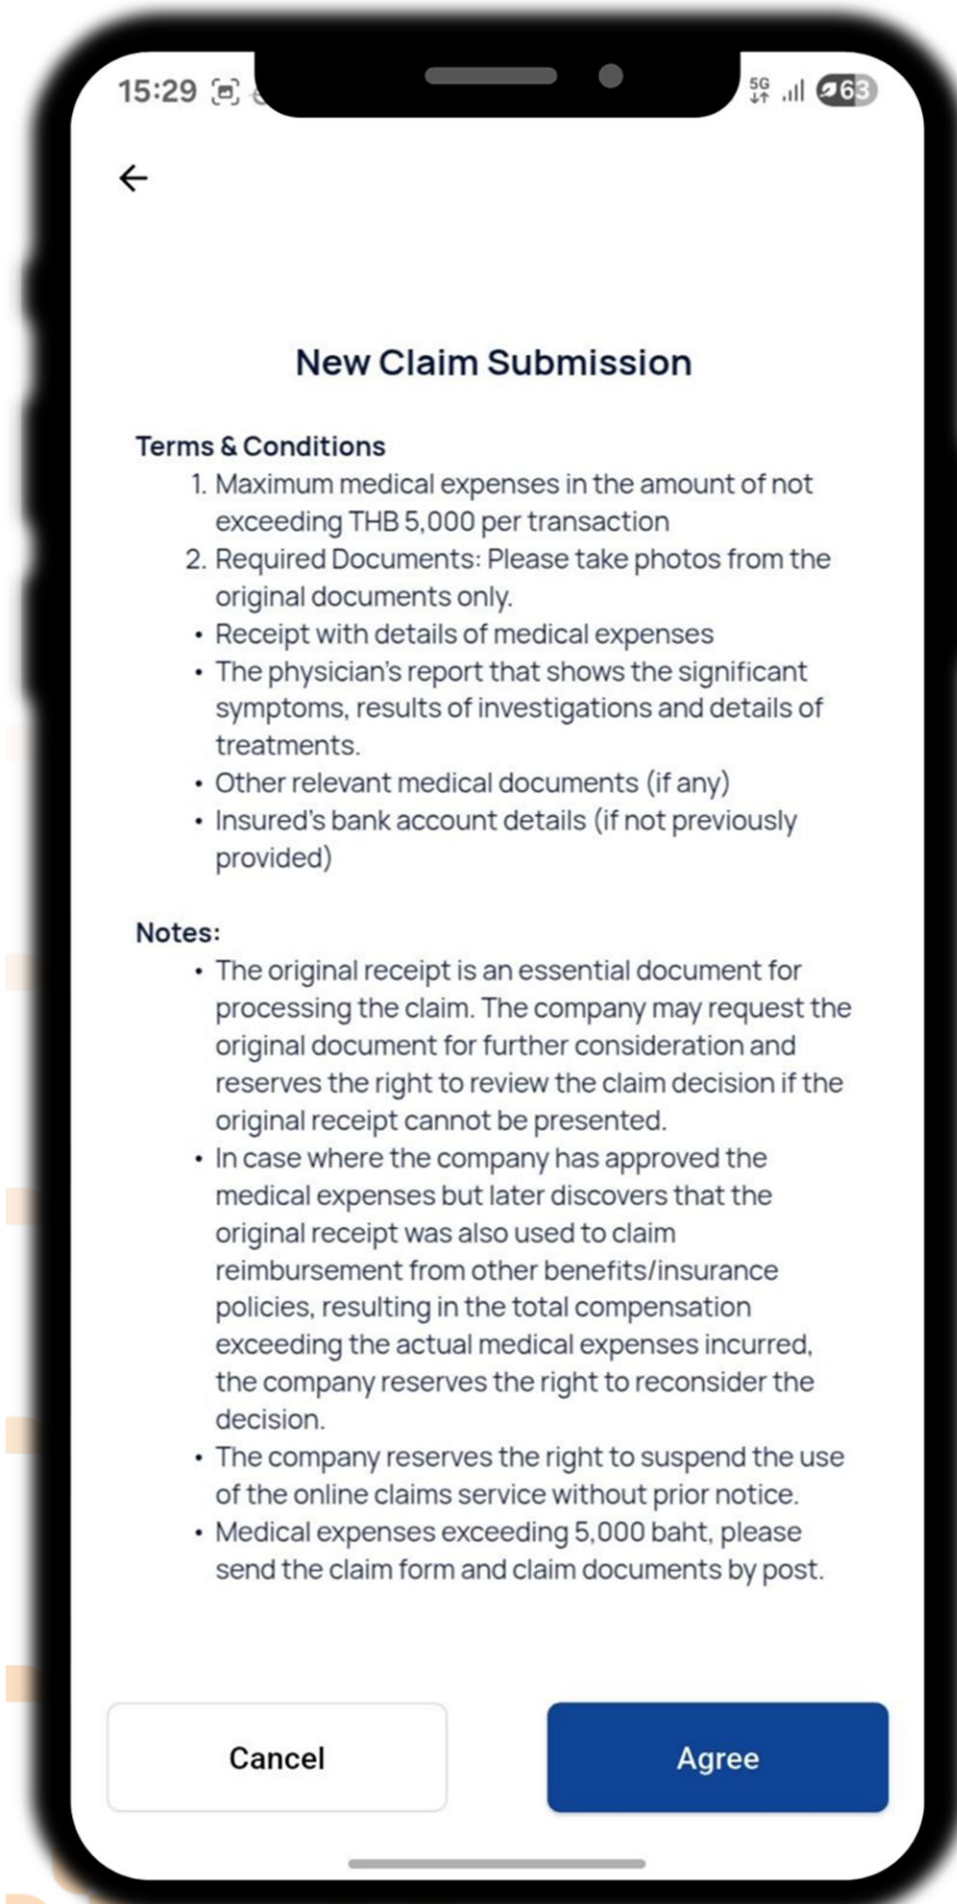 15:29
5G
63
New Claim Submission
Terms & Conditions
1. Maximum medical expenses in the amount of not
exceeding THB 5,000 per transaction
2. Required Documents: Please take photos from the
original documents only.
• Receipt with details of medical expenses
• The physician's report that shows the significant
symptoms, results of investigations and details of
treatments.
• Other relevant medical documents (if any)
• Insured's bank account details (if not previously
provided)
Notes:
• The original receipt is an essential document for
processing the claim. The company may request the
original document for further consideration and
reserves the right to review the claim decision if the
original receipt cannot be presented.
• In case where the company has approved the
medical expenses but later discovers that the
original receipt was also used to claim
reimbursement from other benefits/insurance
policies, resulting in the total compensation
exceeding the actual medical expenses incurred,
the company reserves the right to reconsider the
decision.
• The company reserves the right to suspend the use
of the online claims service without prior notice.
• Medical expenses exceeding 5,000 baht, please
send the claim form and claim documents by post.
Cancel
Agree